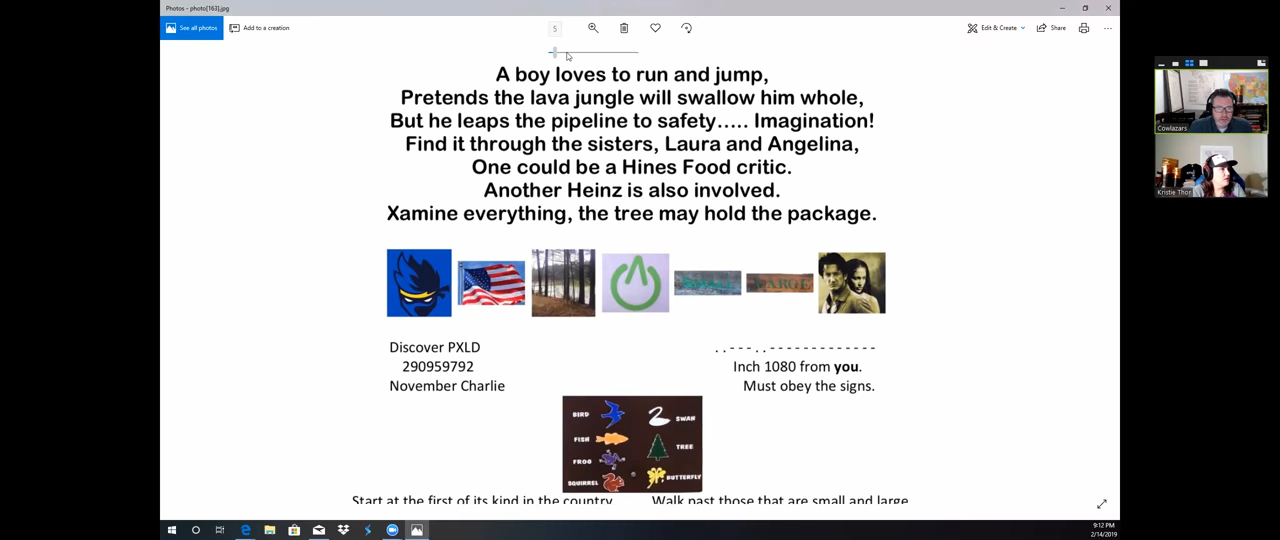 Photos - photo[163].jpg
See all photos
Add to a creation
5
Edit & Create
Share
A boy loves to run and jump,
Pretends the lava jungle will swallow him whole,
But he leaps the pipeline to safety..... Imagination!
Find it through the sisters, Laura and Angelina,
One could be a Hines Food critic.
Another Heinz is also involved.
Xamine everything, the tree may hold the package.
LARGE
Discover PXLD
290959792
November Charlie
. . - - - . . - - - - - - - - - - - - -
Inch 1080 from you.
Must obey the signs.
BIRD
SWAN
FISH
TREE
FROG
SQUIRREL
BUTTERFLY
Start at the first of its kind in the country
Walk past those that are small and large
Cowlazars
Kristie Thor
9:12 PM
2/14/2019